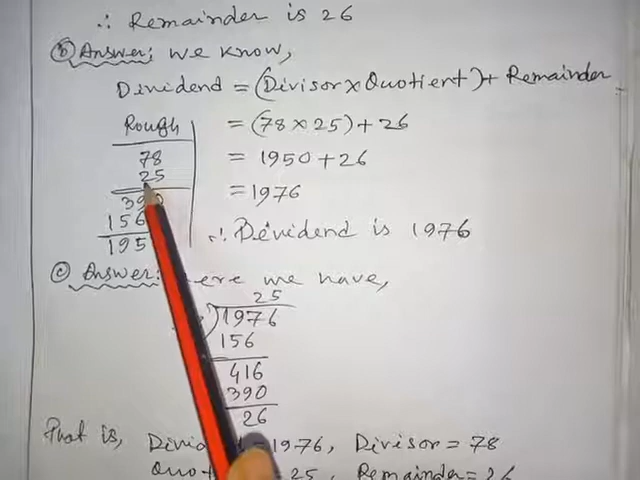 ∴ Remainder is 26
(b) Answer: We know,
Dividend = (Divisor x Quotient) + Remainder
Rough
= (78 x 25) + 26
78
25
39
156
195
= 1950 + 26
= 1976
∴ Dividend is 1976
(c) Answer: we have,
25
1976
156
416
390
26
That is, = 1976, Divisor = 78
25, Remainder = 26